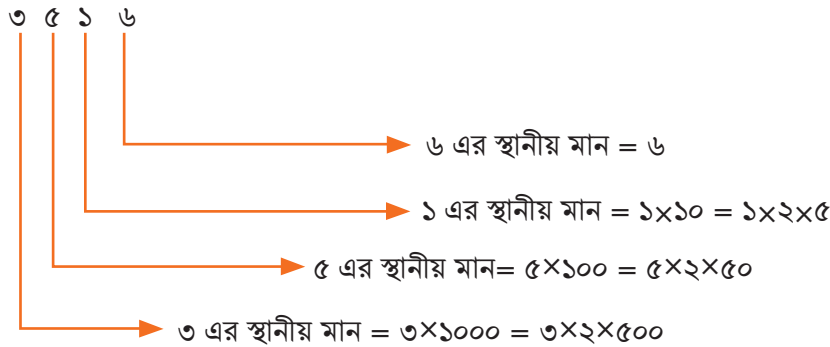 ৩ ৫ ১ ৬
৬ এর স্থানীয় মান = ৬
১ এর স্থানীয় মান = ১×১০ = ১×২×৫
৫ এর স্থানীয় মান= ৫×১০০ = ৫×২×৫০
৩ এর স্থানীয় মান = ৩×১০০০ = ৩×২×৫০০